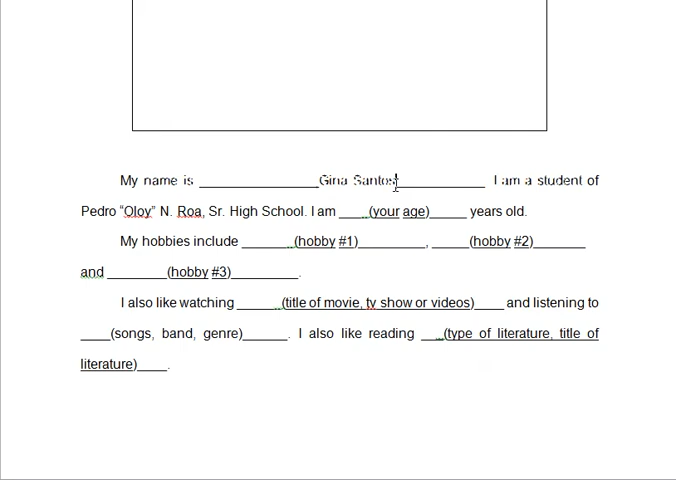 My name is ________________Gina Santos____________ I am a student of
Pedro “Oloy” N. Roa, Sr. High School. I am ____(your age)_____ years old.
My hobbies include _______(hobby #1)_________, _____(hobby #2)_______
and ________(hobby #3)_________.
I also like watching ______(title of movie, tv show or videos)____ and listening to
____(songs, band, genre)______. I also like reading ___(type of literature, title of
literature)____.